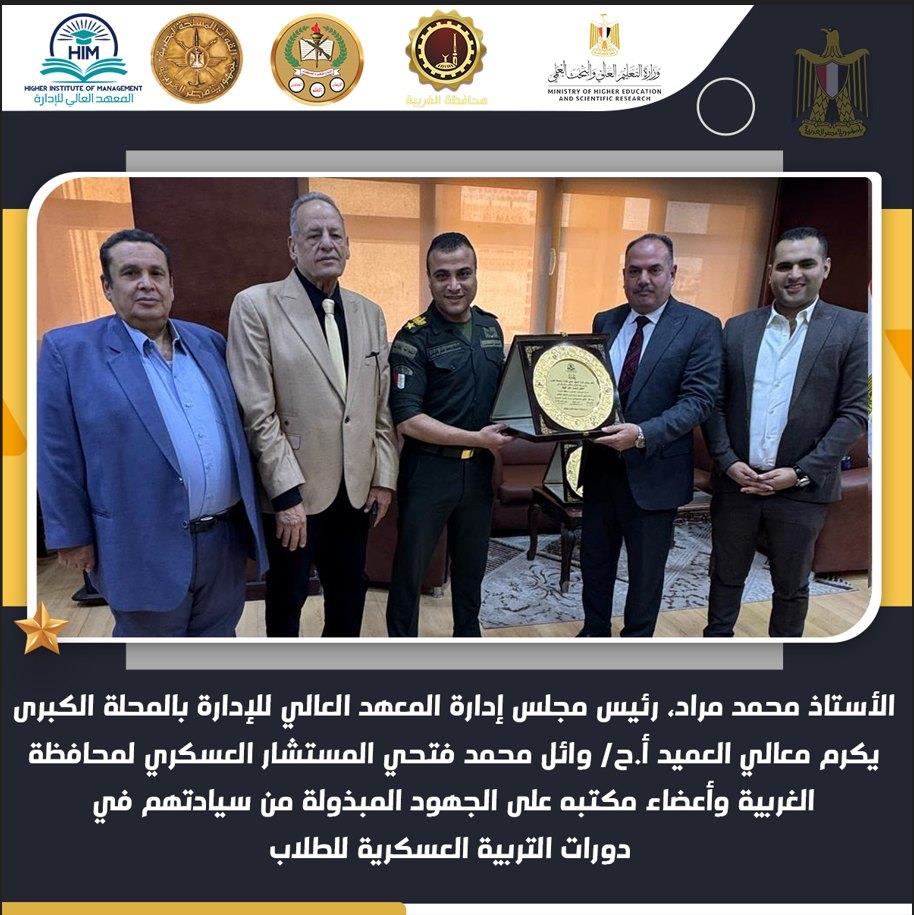 HIM
HIGHER INSTITUTE OF MANAGEMENT
المعهد العالي للإدارة
محافظة الغربية
وزارة التعليم العالي والبحث العلمي
MINISTRY OF HIGHER EDUCATION
AND SCIENTIFIC RESEARCH
الأستاذ محمد مراد، رئيس مجلس إدارة المعهد العالي للإدارة بالمحلة الكبرى
يكرم معالي العميد أ.ح/ وائل محمد فتحي المستشار العسكري لمحافظة
الغربية وأعضاء مكتبه على الجهود المبذولة من سيادتهم في
دورات التربية العسكرية للطلاب